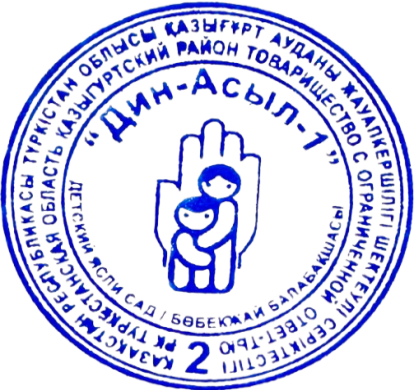 ҚАЗАҚСТАН РЕСПУБЛИКАСЫ ТҮРКІСТАН ОБЛЫСЫ ҚАЗЫҒҰРТ АУДАНЫ ЖАУАПКЕРШІЛІГІ ШЕКТЕУЛІ СЕРІКТЕСТІГІ
РК ТУРКЕСТАНСКАЯ ОБЛАСТЬ КАЗЫГУРТСКИЙ РАЙОН ТОВАРИЩЕСТВО С ОГРАНИЧЕННОЙ ОТВЕТ-ТЬЮ
"Дин-Асыл-1"
ДЕТСКИЙ ЯСЛИ САД / БӨБЕКЖАЙ БАЛАБАҚШАСЫ
2